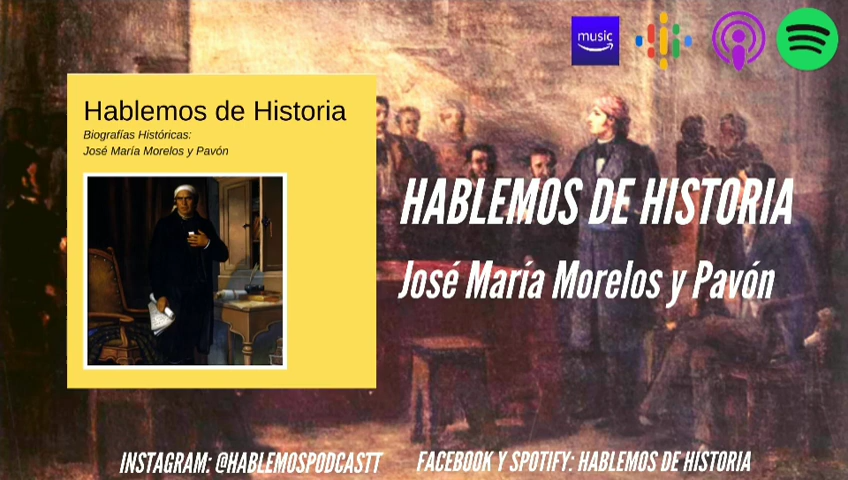 music
Hablemos de Historia
Biografías Históricas:
José María Morelos y Pavón
HABLEMOS DE HISTORIA
José María Morelos y Pavón
INSTAGRAM: @HABLEMOSPODCASTT
FACEBOOK Y SPOTIFY: HABLEMOS DE HISTORIA